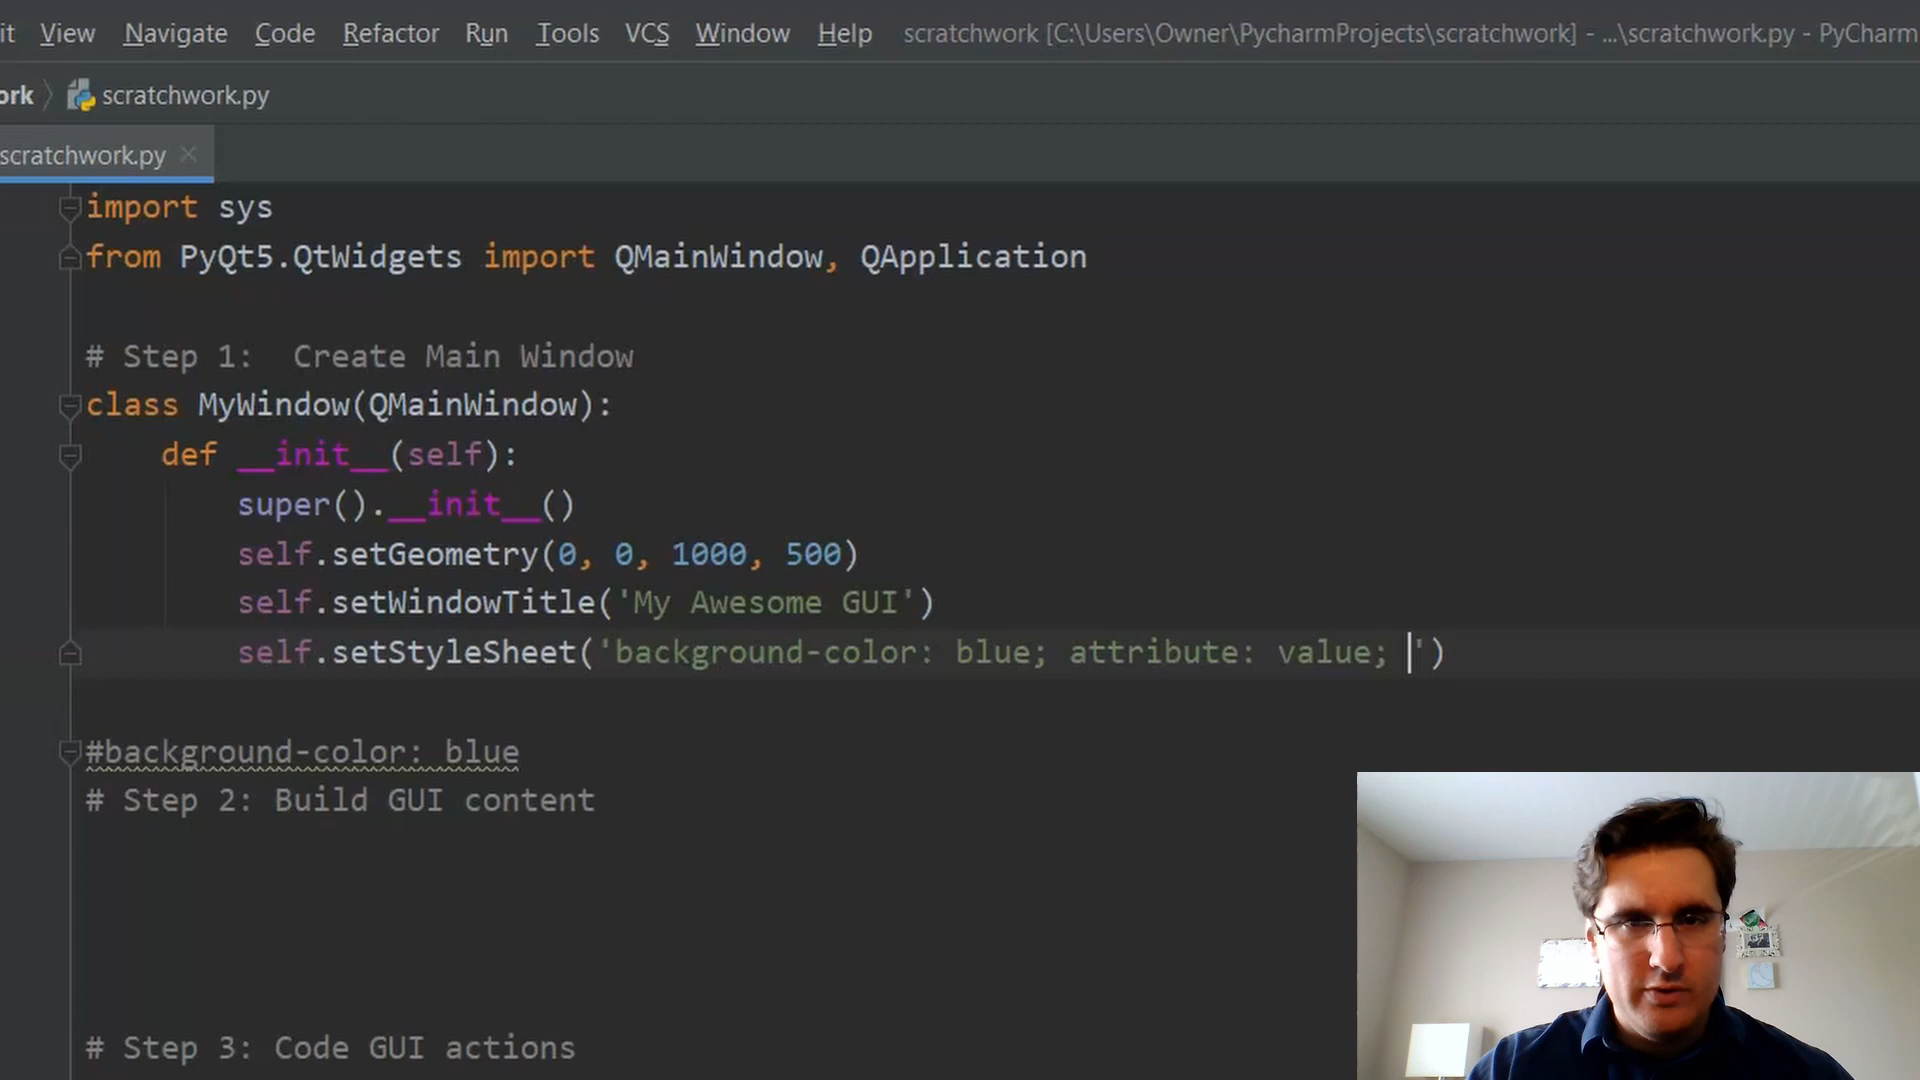 it View Navigate Code Refactor Run Tools VCS Window Help scratchwork [C:\Users\Owner\PycharmProjects\scratchwork] - ...\scratchwork.py - PyCharm
ork scratchwork.py
scratchwork.py
import sys
from PyQt5.QtWidgets import QMainWindow, QApplication
# Step 1:  Create Main Window
class MyWindow(QMainWindow):
def __init__(self):
super().__init__()
self.setGeometry(0, 0, 1000, 500)
self.setWindowTitle('My Awesome GUI')
self.setStyleSheet('background-color: blue; attribute: value; ')
#background-color: blue
# Step 2: Build GUI content
# Step 3: Code GUI actions